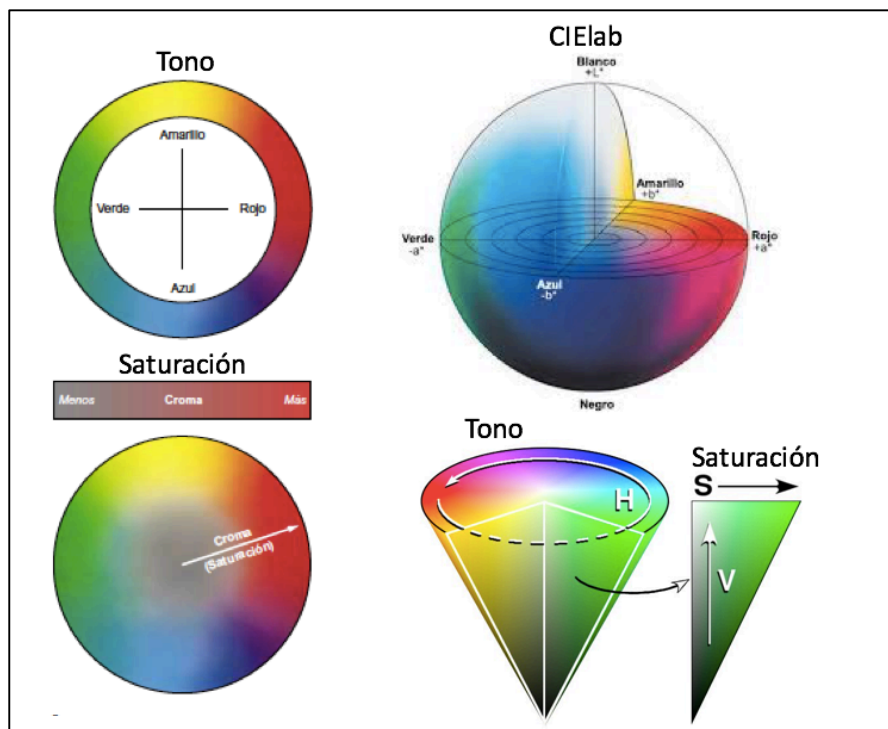 Tono
Amarillo
Verde
Rojo
Azul
Saturación
Menos
Croma
Más
Croma
(Saturación)
CIElab
Blanco
+L*
Amarillo
+b*
Verde
-a*
Rojo
+a*
Azul
-b*
Negro
Tono
H
Saturación
S
V